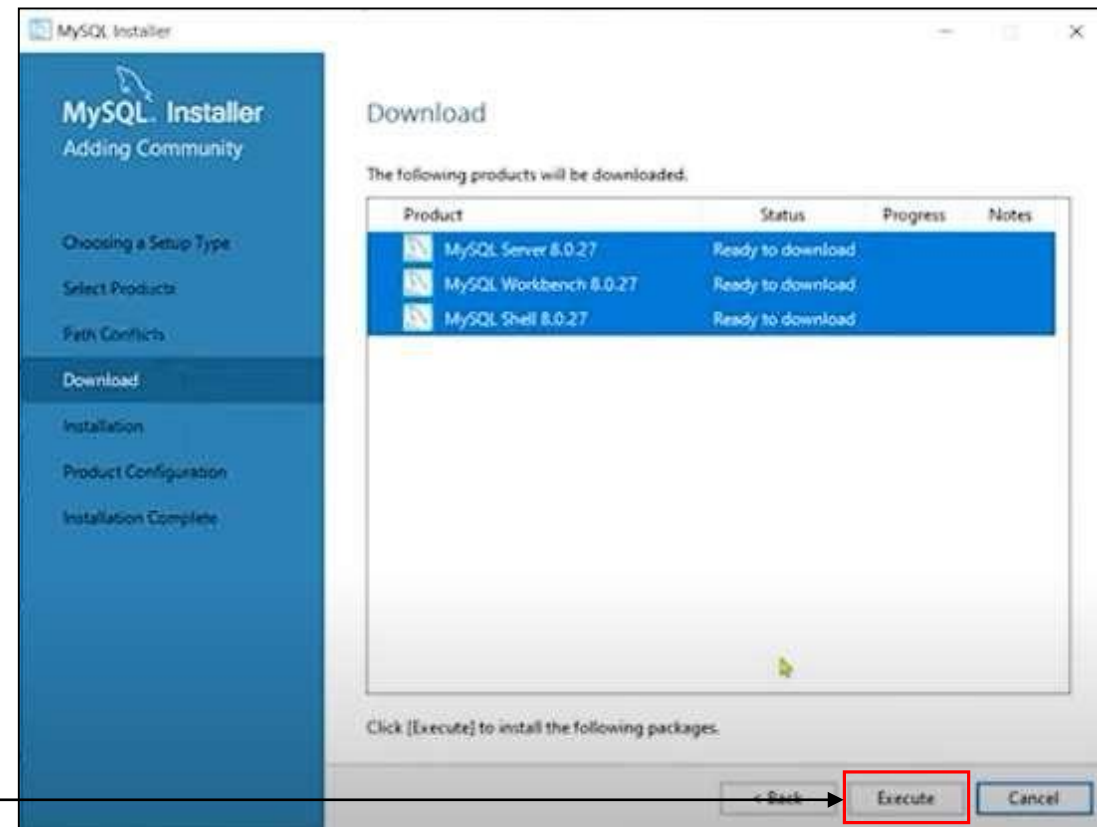 MySQL Installer
MySQL. Installer
Adding Community
Choosing a Setup Type
Select Products
Path Conflicts
Download
Installation
Product Configuration
Installation Complete
Download
The following products will be downloaded.
Product Status Progress Notes
MySQL Server 8.0.27 Ready to download
MySQL Workbench 8.0.27 Ready to download
MySQL Shell 8.0.27 Ready to download
Click [Execute] to install the following packages.
< Back Execute Cancel